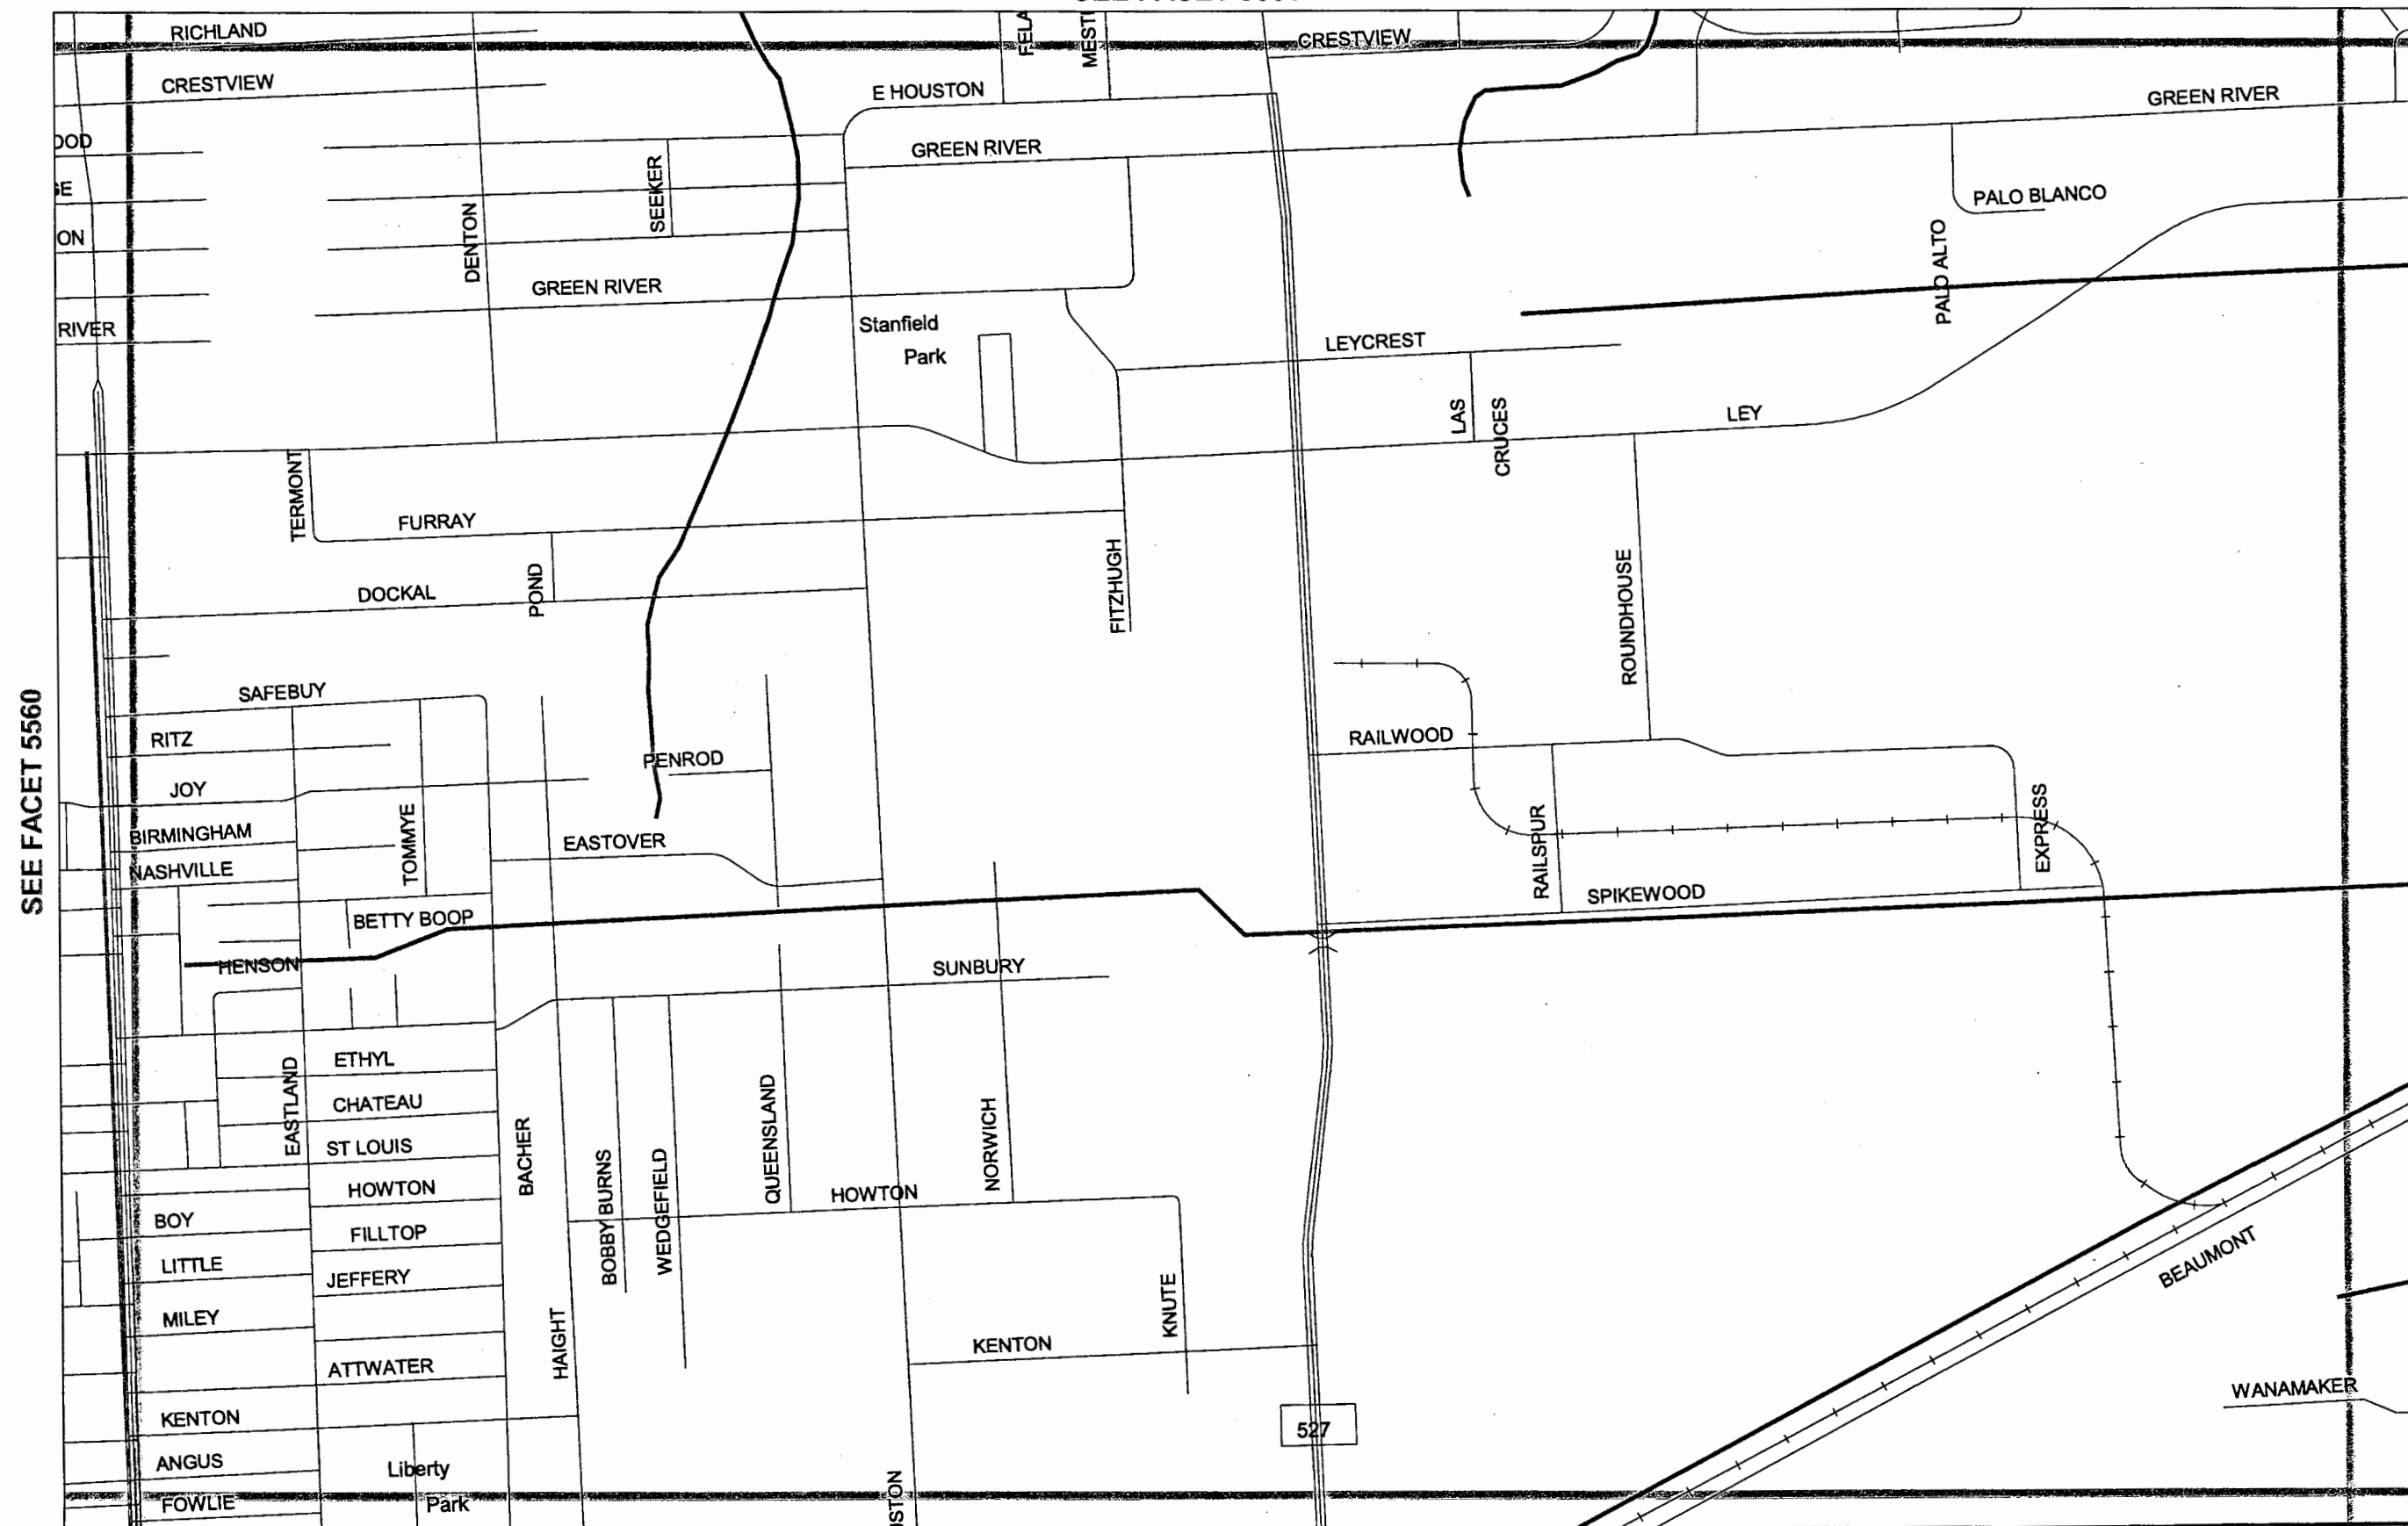 RICHLAND
CRESTVIEW
CRESTVIEW
E HOUSTON
GREEN RIVER
GREEN RIVER
SEEKER
DENTON
PALO BLANCO
PALO ALTO
GREEN RIVER
RIVER
Stanfield
Park
LEYCREST
LAS
CRUCES
LEY
TERMONT
FURRAY
POND
DOCKAL
FITZHUGH
ROUNDHOUSE
SEE FACET 5560
SAFEBUY
RITZ
PENROD
RAILWOOD
JOY
BIRMINGHAM
TOMMYE
EASTOVER
RAILSPUR
EXPRESS
NASHVILLE
SPIKEWOOD
BETTY BOOP
HENSON
SUNBURY
ETHYL
EASTLAND
CHATEAU
ST LOUIS
BACHER
BOBBY BURNS
WEDGEFIELD
QUEENSLAND
NORWICH
HOWTON
HOWTON
BOY
FILLTOP
LITTLE
JEFFERY
BEAUMONT
MILEY
HAIGHT
KNUTE
KENTON
ATTWATER
WANAMAKER
KENTON
527
ANGUS
Liberty
Park
FOWLIE